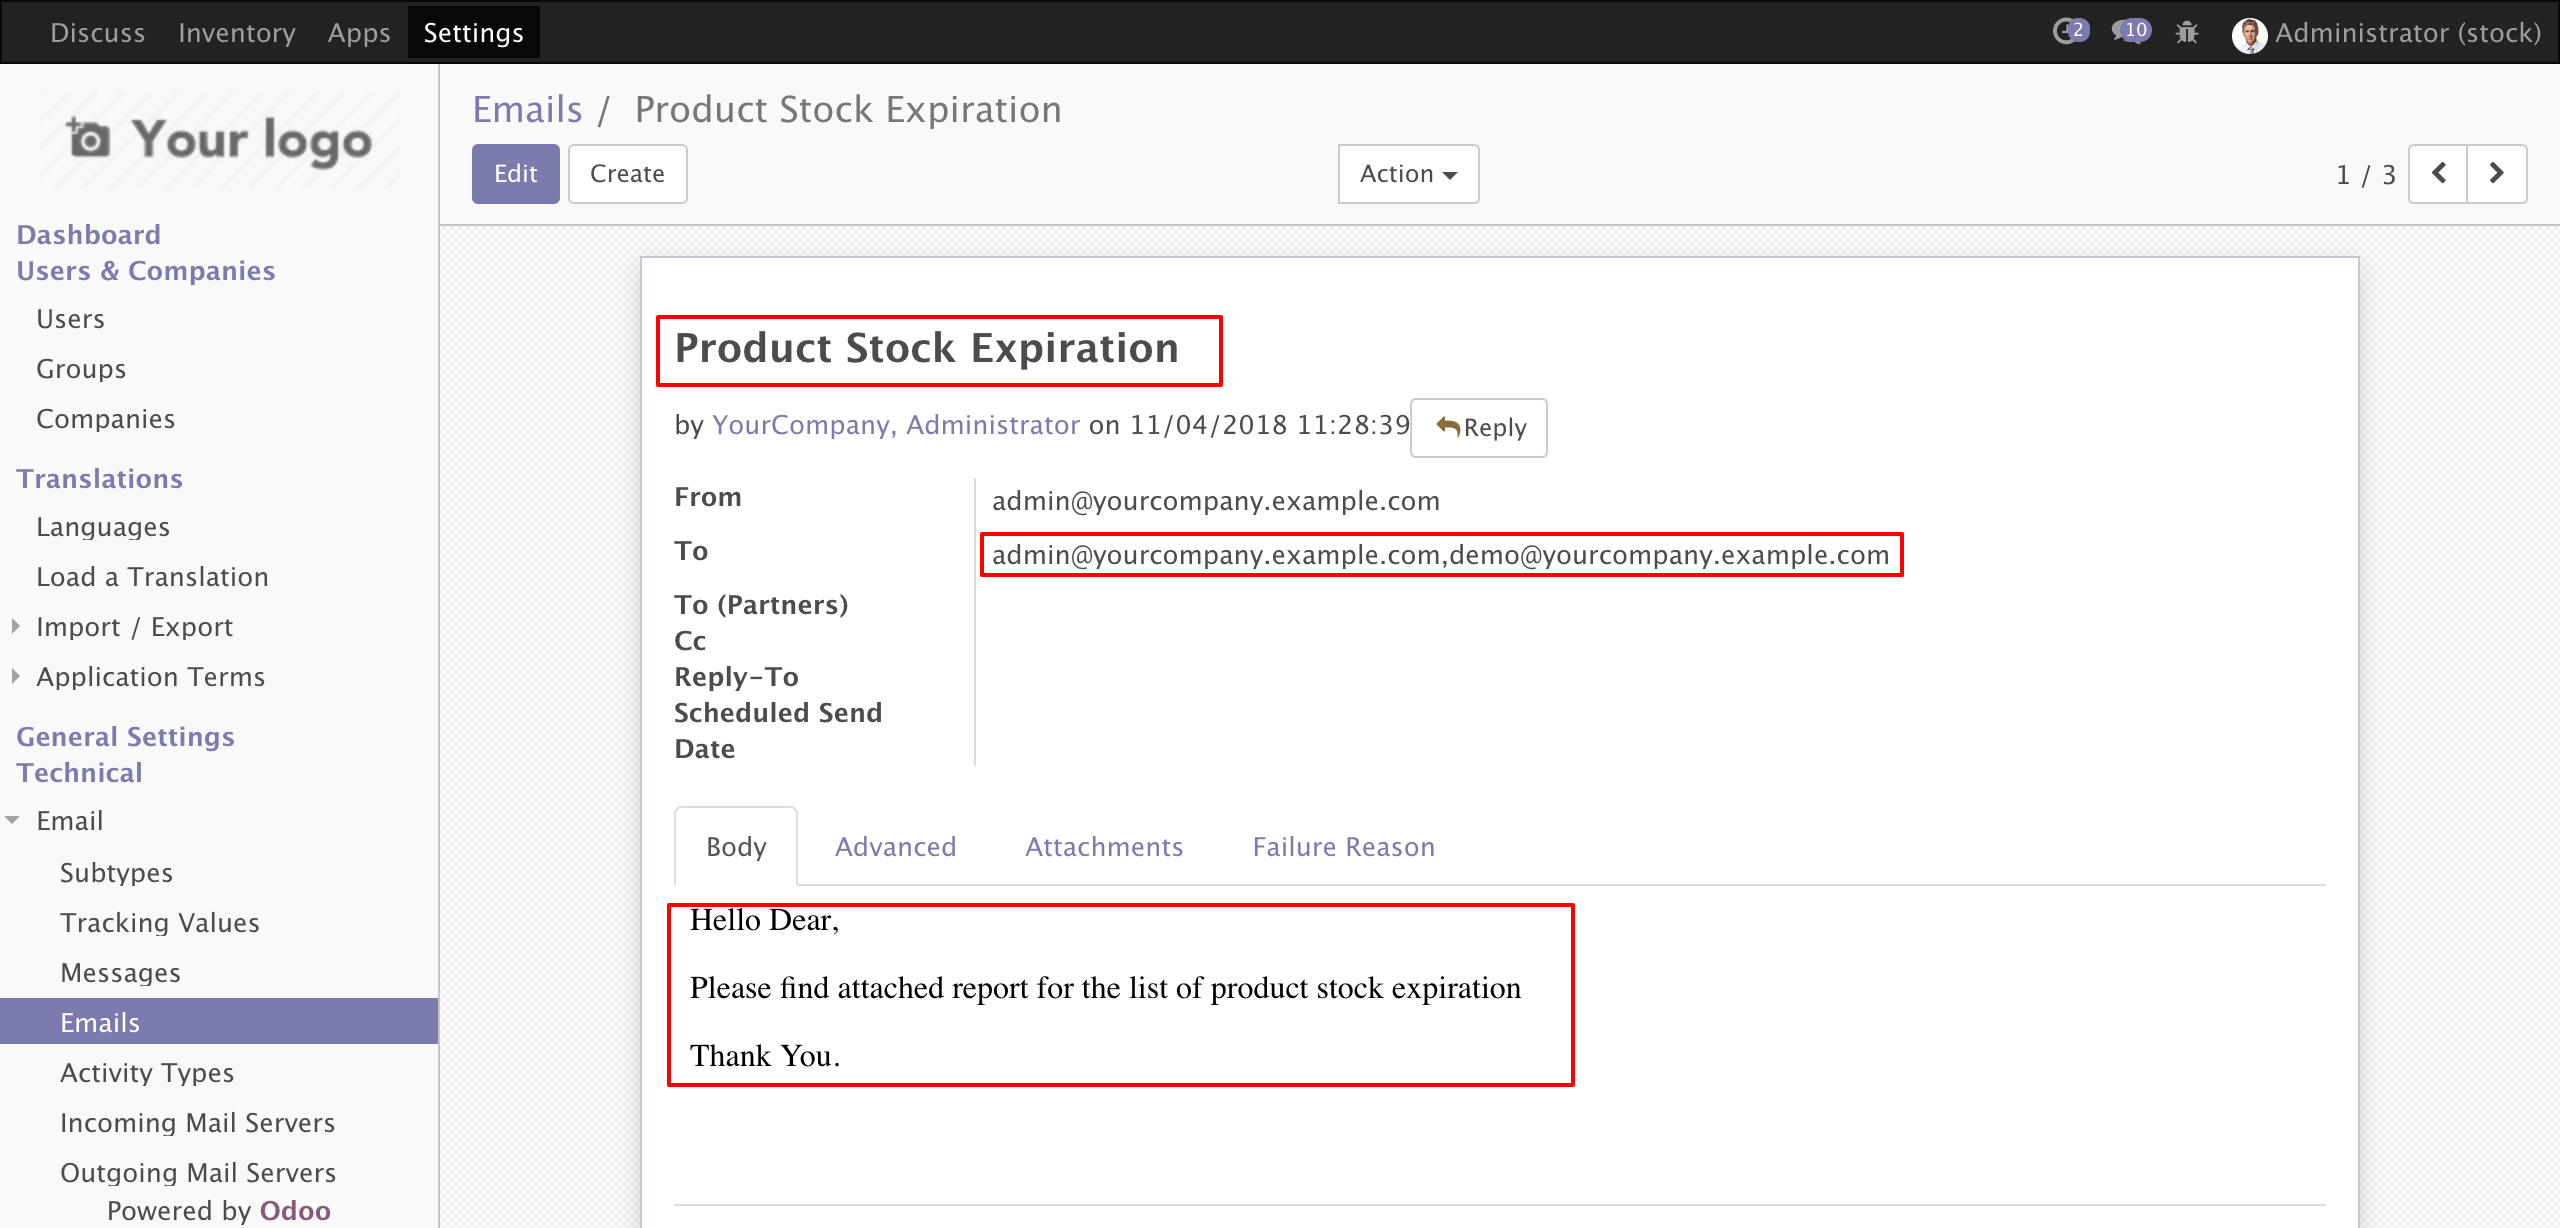 Discuss Inventory Apps Settings 2 10 Administrator (stock)
Your logo
Dashboard
Users & Companies
Users
Groups
Companies
Translations
Languages
Load a Translation
Import / Export
Application Terms
General Settings
Technical
Email
Subtypes
Tracking Values
Messages
Emails
Activity Types
Incoming Mail Servers
Outgoing Mail Servers
Powered by Odoo
Emails / Product Stock Expiration
Edit Create Action 1 / 3
Product Stock Expiration
by YourCompany, Administrator on 11/04/2018 11:28:39 Reply
From admin@yourcompany.example.com
To admin@yourcompany.example.com,demo@yourcompany.example.com
To (Partners)
Cc
Reply-To
Scheduled Send
Date
Body Advanced Attachments Failure Reason
Hello Dear,
Please find attached report for the list of product stock expiration
Thank You.